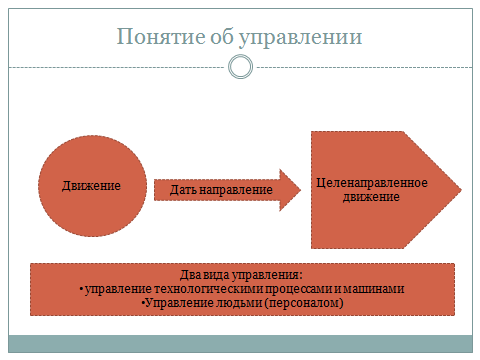 Понятие об управлении
Движение
Дать направление
Целенаправленное
движение
Два вида управления:
•управление технологическими процессами и машинами
•Управление людьми (персоналом)